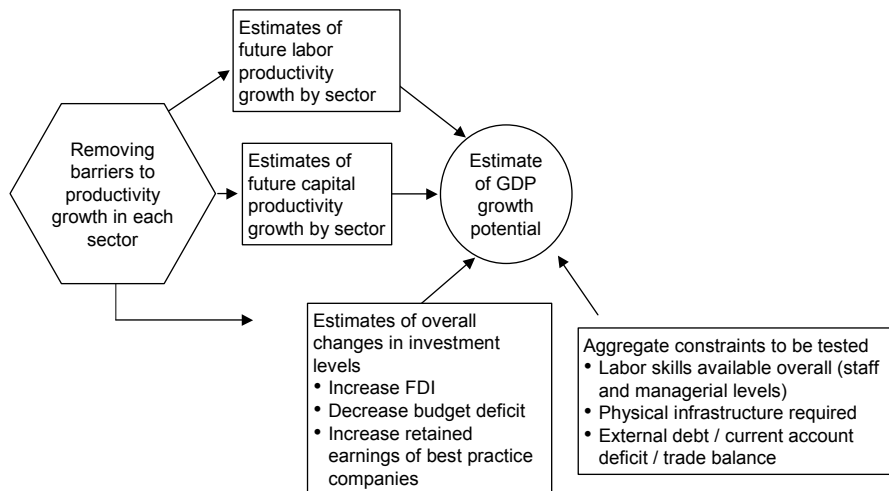 Estimates of
future labor
productivity
growth by sector
Removing
barriers to
productivity
growth in each
sector
Estimates of
future capital
productivity
growth by sector
Estimate
of GDP
growth
potential
Estimates of overall
changes in investment
levels
• Increase FDI
• Decrease budget deficit
• Increase retained
earnings of best practice
companies
Aggregate constraints to be tested
• Labor skills available overall (staff
and managerial levels)
• Physical infrastructure required
• External debt / current account
deficit / trade balance